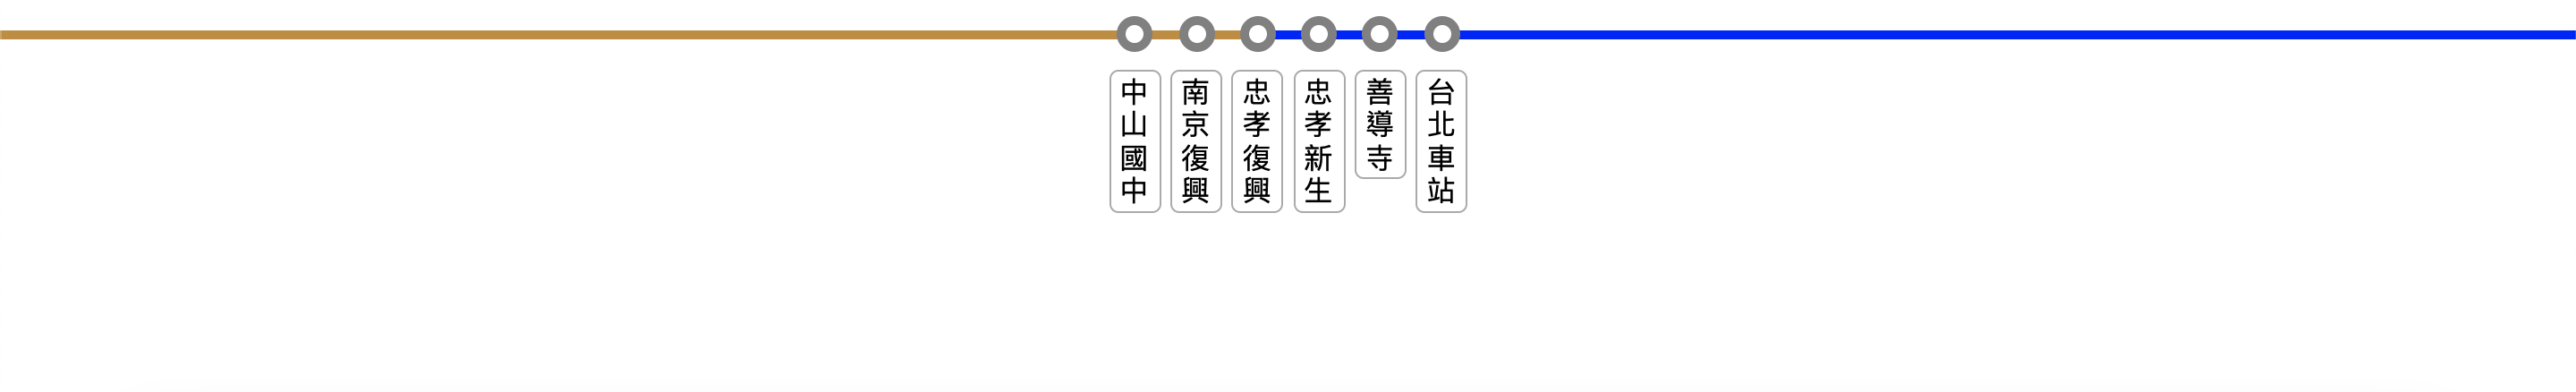 中山國中
南京復興
忠孝復興
忠孝新生
善導寺
台北車站